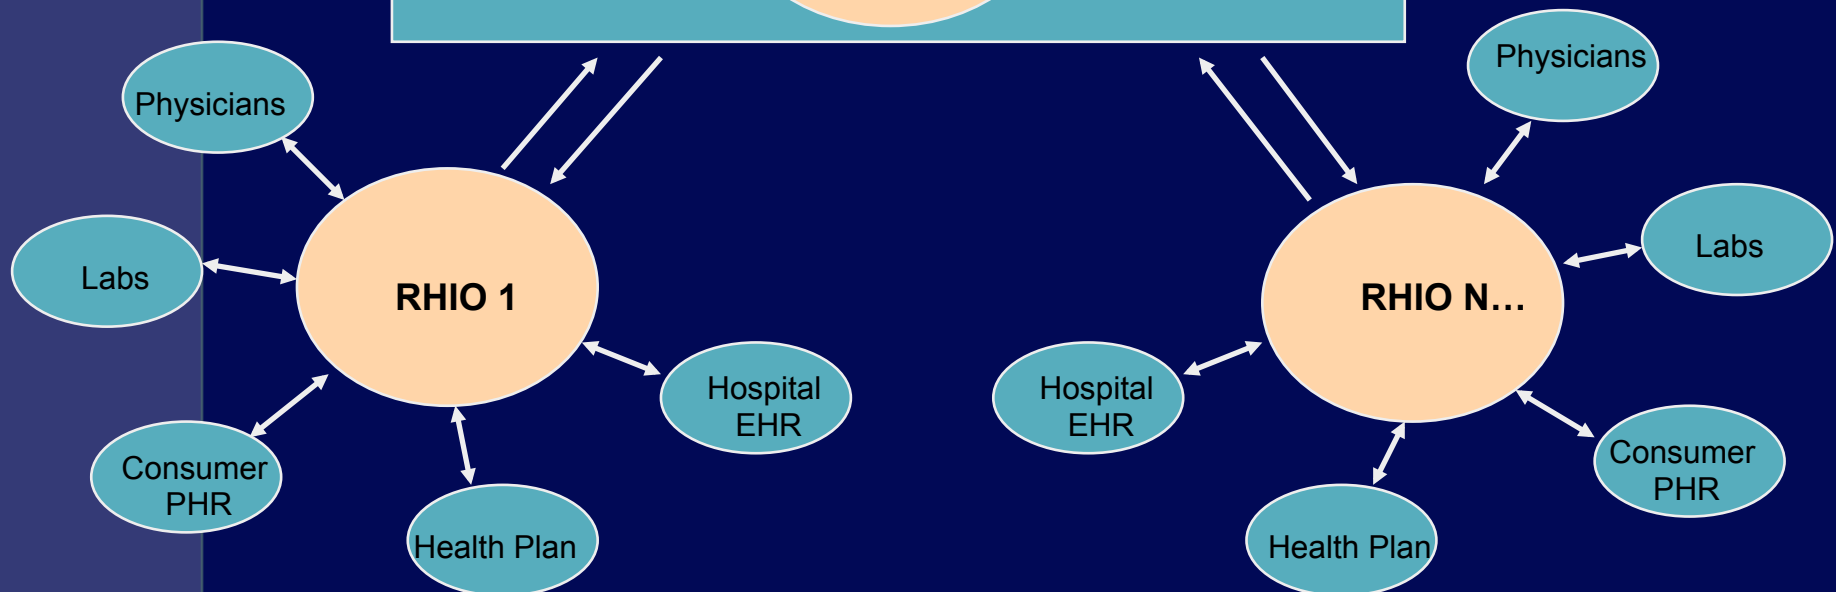 Physicians
Labs
RHIO 1
Hospital
EHR
Consumer
PHR
Health Plan
Physicians
Labs
RHIO N…
Hospital
EHR
Consumer
PHR
Health Plan